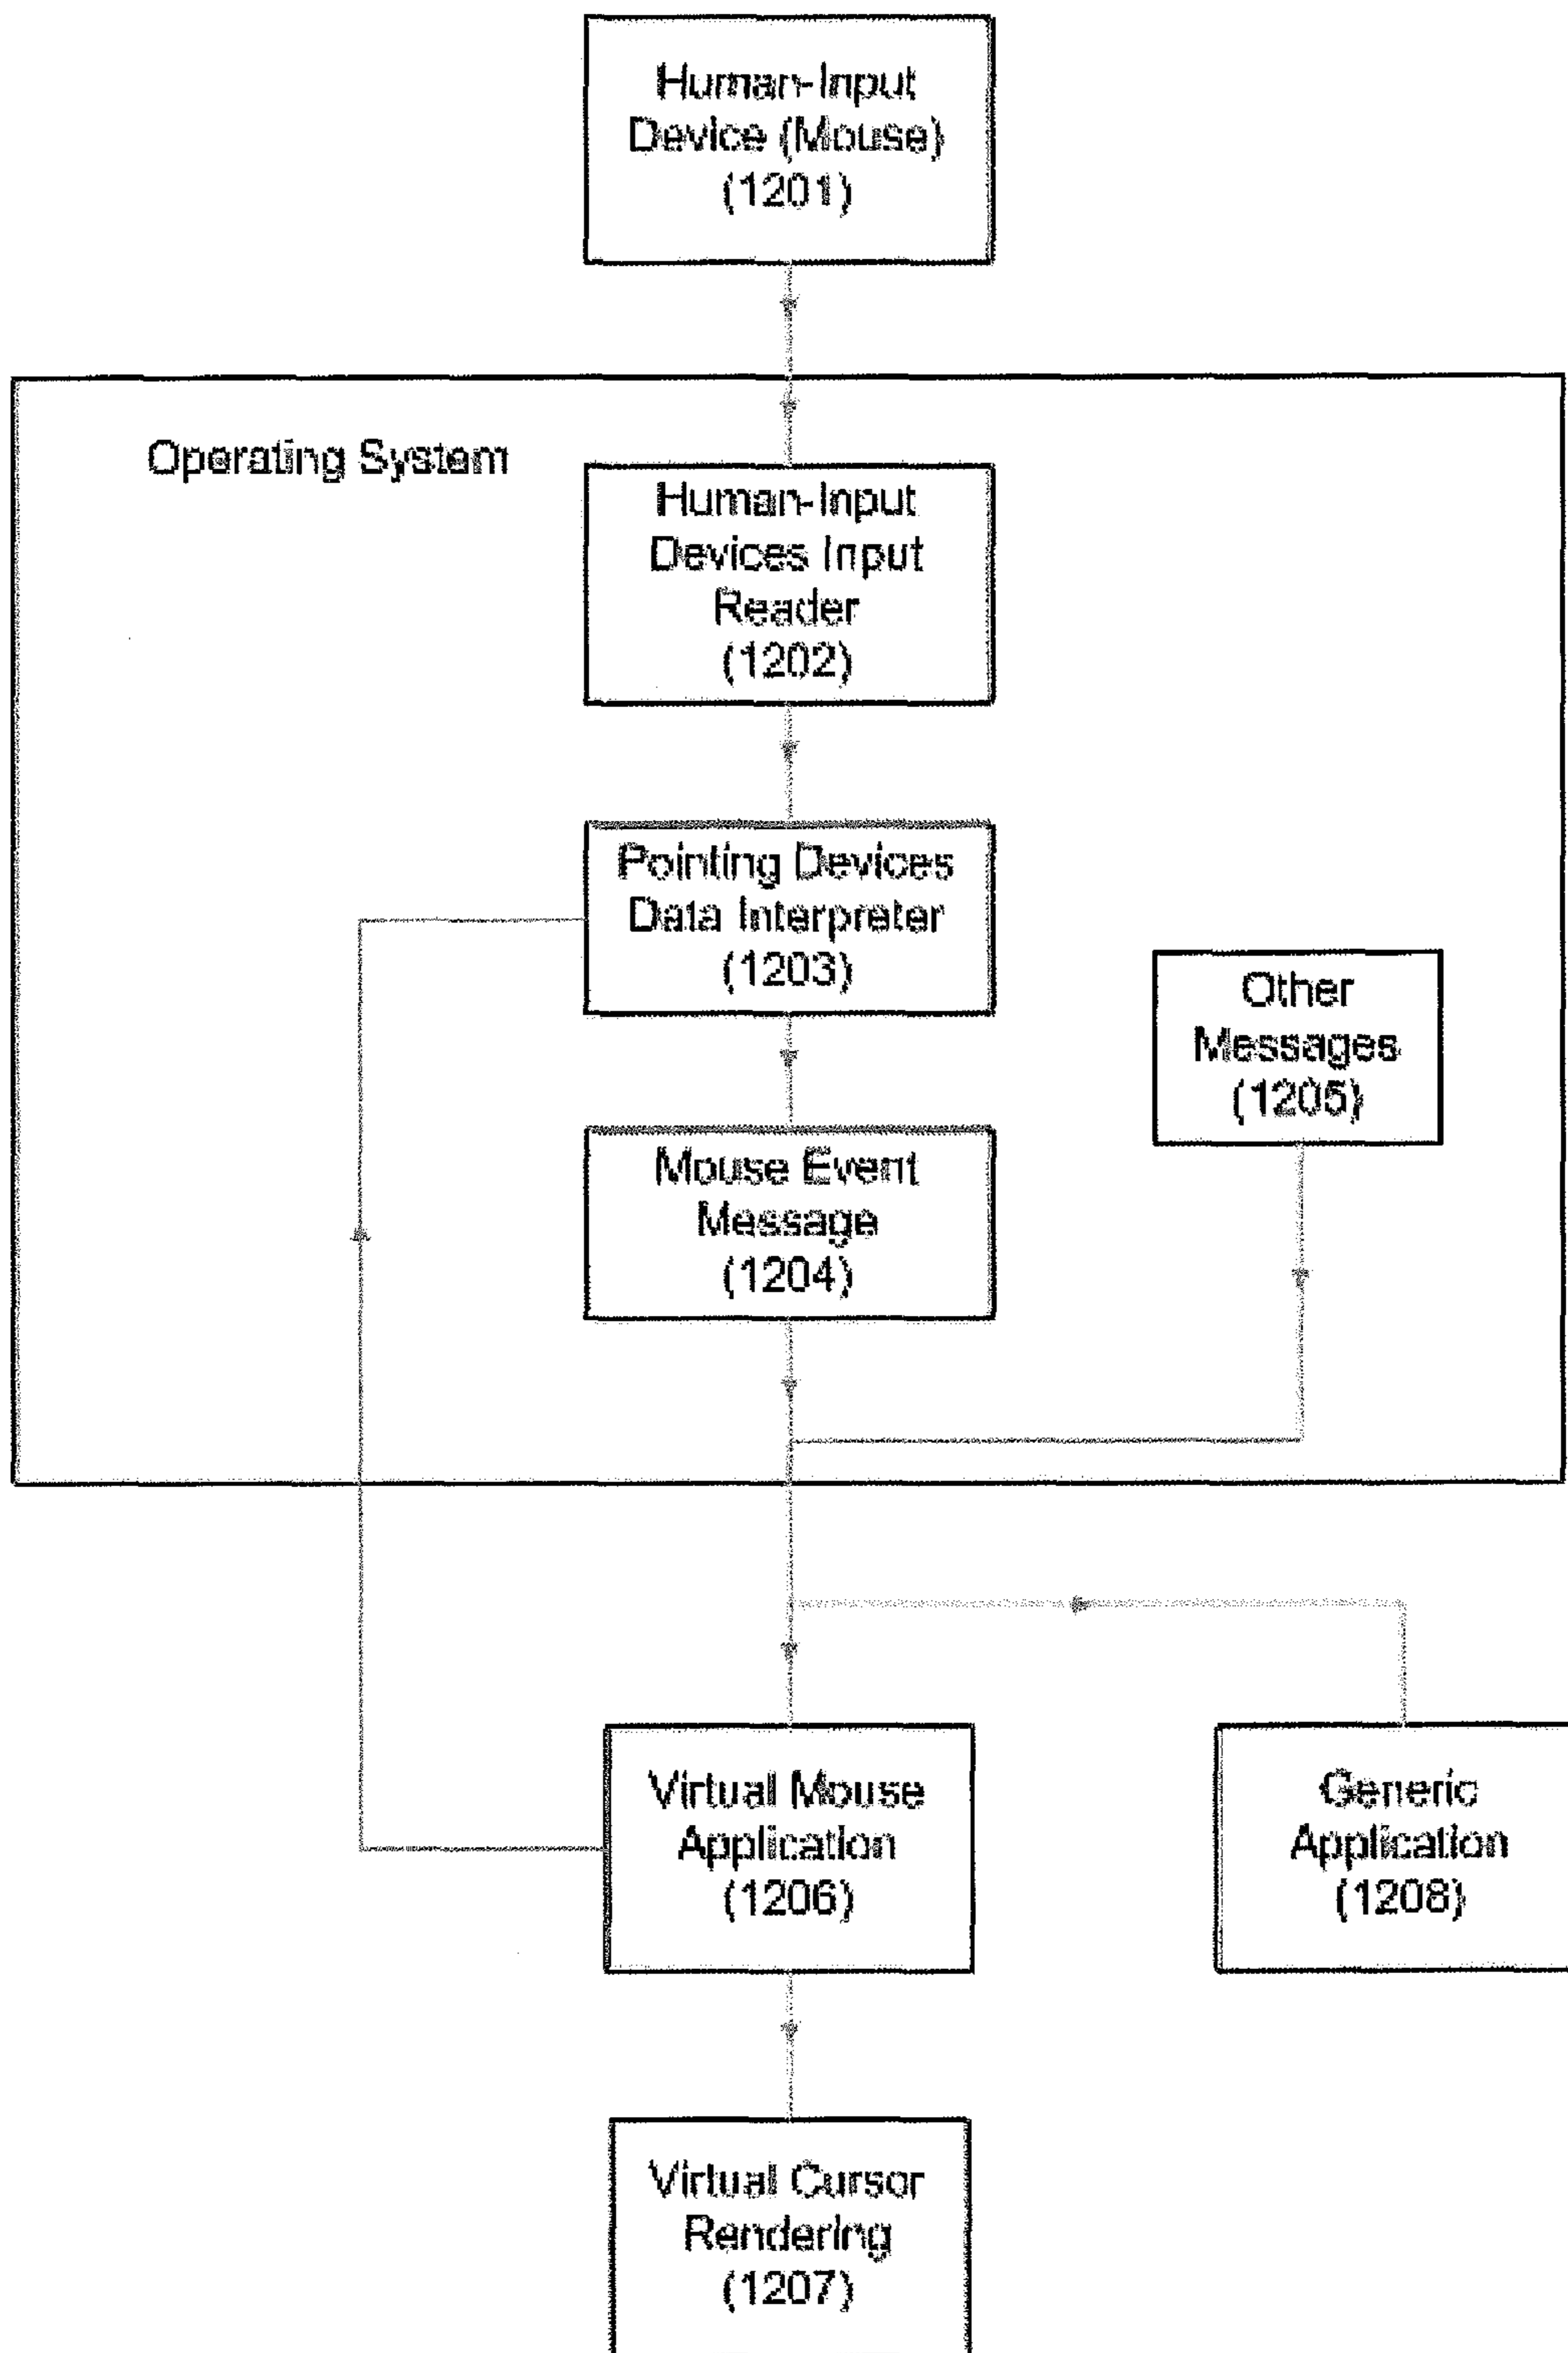 Human-Input
Device (Mouse)
(1201)
Operating System
Human-Input
Devices Input
Reader
(1202)
Pointing Devices
Data Interpreter
(1203)
Other
Messages
(1205)
Mouse Event
Message
(1204)
Virtual Mouse
Application
(1206)
Generic
Application
(1208)
Virtual Cursor
Rendering
(1207)